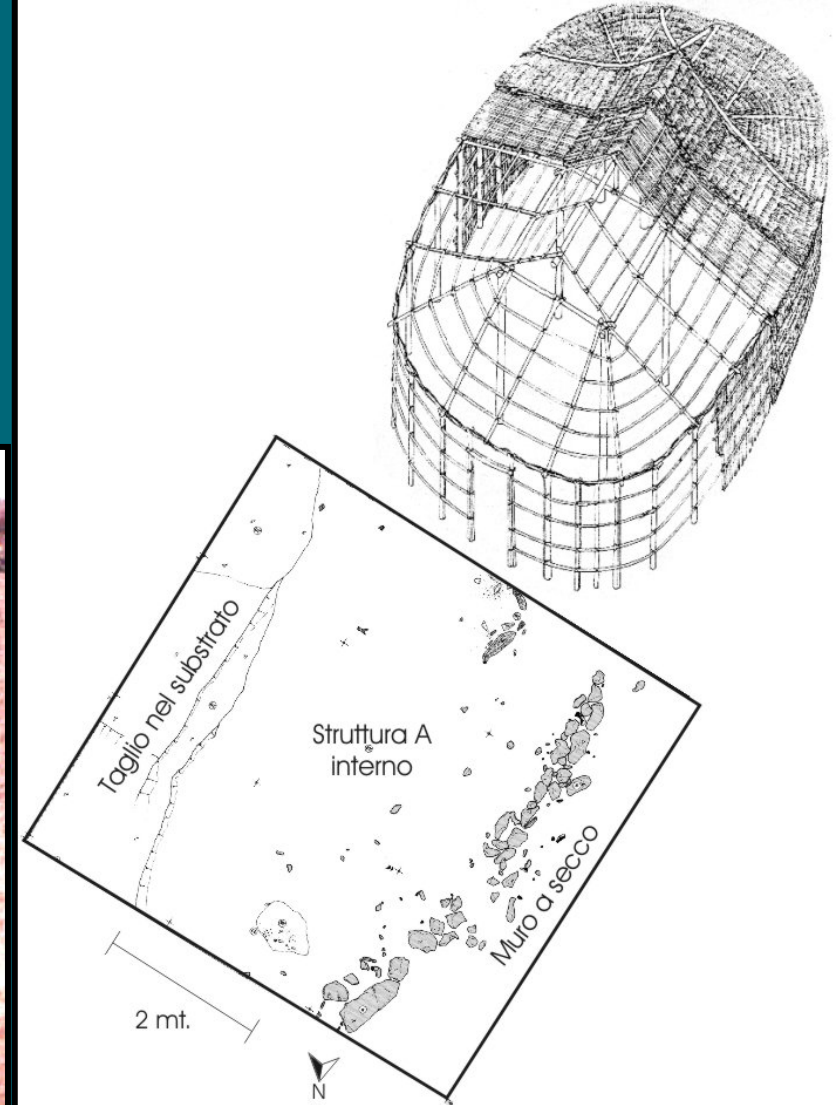 Taglio nel substrato
Struttura A
interno
Muro a secco
2 mt.
N